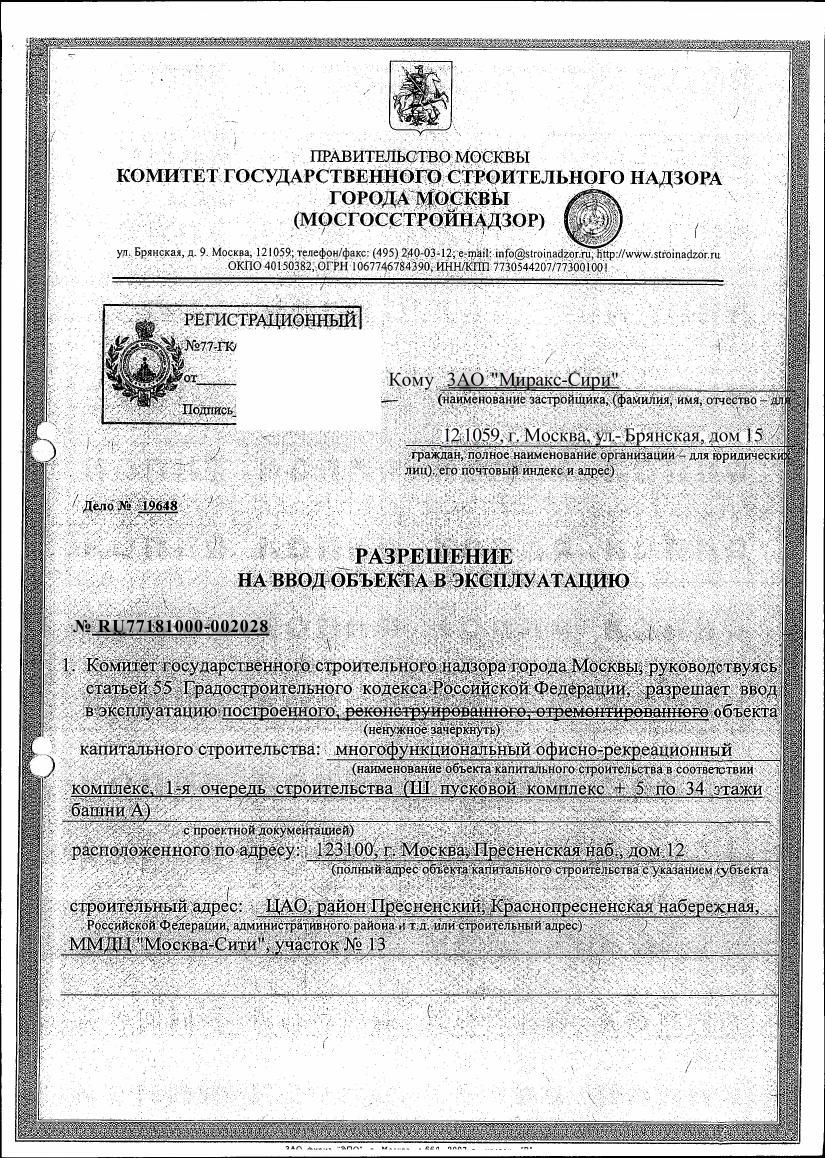 ПРАВИТЕЛЬСТВО МОСКВЫ
КОМИТЕТ ГОСУДАРСТВЕННОГО СТРОИТЕЛЬНОГО НАДЗОРА
ГОРОДА МОСКВЫ
(МОСГОССТРОЙНАДЗОР)
ул. Брянская, д. 9. Москва, 121059; телефон/факс: (495) 240-03-12; e-mail: info@stroinadzor.ru, http://www.stroinadzor.ru
ОКПО 40150382, ОГРН 1067746784390, ИНН/КПП 7730544207/773001001
РЕГИСТРАЦИОННЫЙ
№77-ГК/
от
Подпись
Кому ЗАО "Миракс-Сири"
(наименование застройщика, (фамилия, имя, отчество – для
121059, г. Москва, ул. Брянская, дом 15
граждан, полное наименование организации – для юридических
лиц), его почтовый индекс и адрес)
Дело № 19648
РАЗРЕШЕНИЕ
НА ВВОД ОБЪЕКТА В ЭКСПЛУАТАЦИЮ
№ RU77181000-002028
1. Комитет государственного строительного надзора города Москвы, руководствуясь
статьей 55 Градостроительного кодекса Российской Федерации, разрешает ввод
в эксплуатацию построенного, реконструированного, отремонтированного объекта
(ненужное зачеркнуть)
капитального строительства: многофункциональный офисно-рекреационный
(наименование объекта капитального строительства в соответствии
комплекс, 1-я очередь строительства (Ш пусковой комплекс + 5 по 34 этажи
башни А)
с проектной документацией)
расположенного по адресу: 123100, г. Москва, Пресненская наб., дом 12
(полный адрес объекта капитального строительства с указанием субъекта
строительный адрес: ЦАО, район Пресненский, Краснопресненская набережная,
Российской Федерации, административного района и т.д. или строительный адрес)
ММДЦ "Москва-Сити", участок № 13